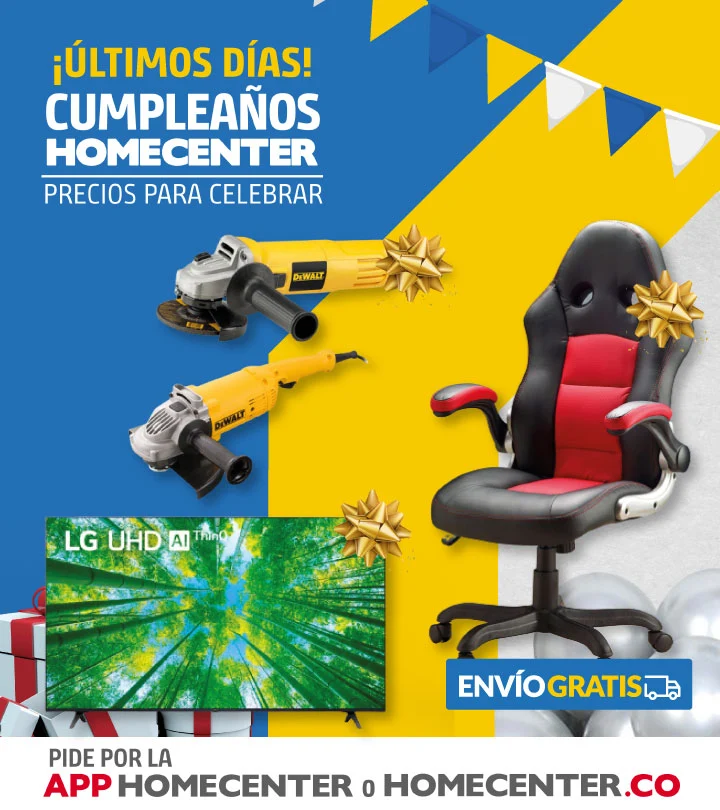 ¡ÚLTIMOS DÍAS!
CUMPLEAÑOS
HOMECENTER
PRECIOS PARA CELEBRAR
DEWALT
DEWALT
LG UHD AI ThinQ
ENVÍO GRATIS
PIDE POR LA
APP HOMECENTER o HOMECENTER.CO